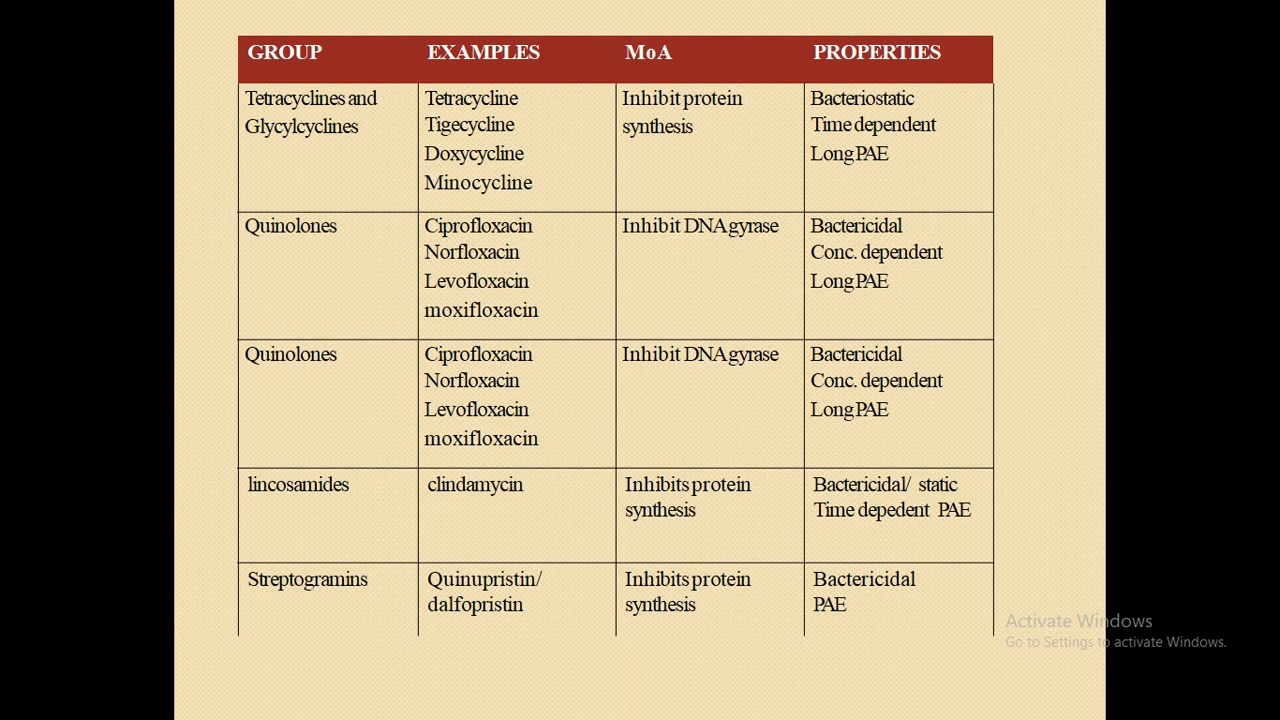 GROUP EXAMPLES MoA PROPERTIES
Tetracyclines and Tetracycline Inhibit protein Bacteriostatic
Glycylcyclines Tigecycline synthesis Time dependent
Doxycycline Long PAE
Minocycline
Quinolones Ciprofloxacin Inhibit DNA gyrase Bactericidal
Norfloxacin Conc. dependent
Levofloxacin Long PAE
moxifloxacin
Quinolones Ciprofloxacin Inhibit DNA gyrase Bactericidal
Norfloxacin Conc. dependent
Levofloxacin Long PAE
moxifloxacin
lincosamides clindamycin Inhibits protein Bactericidal/ static
synthesis Time depedent PAE
Streptogramins Quinupristin/ Inhibits protein Bactericidal
dalfopristin synthesis PAE
Activate Windows
Go to Settings to activate Windows.